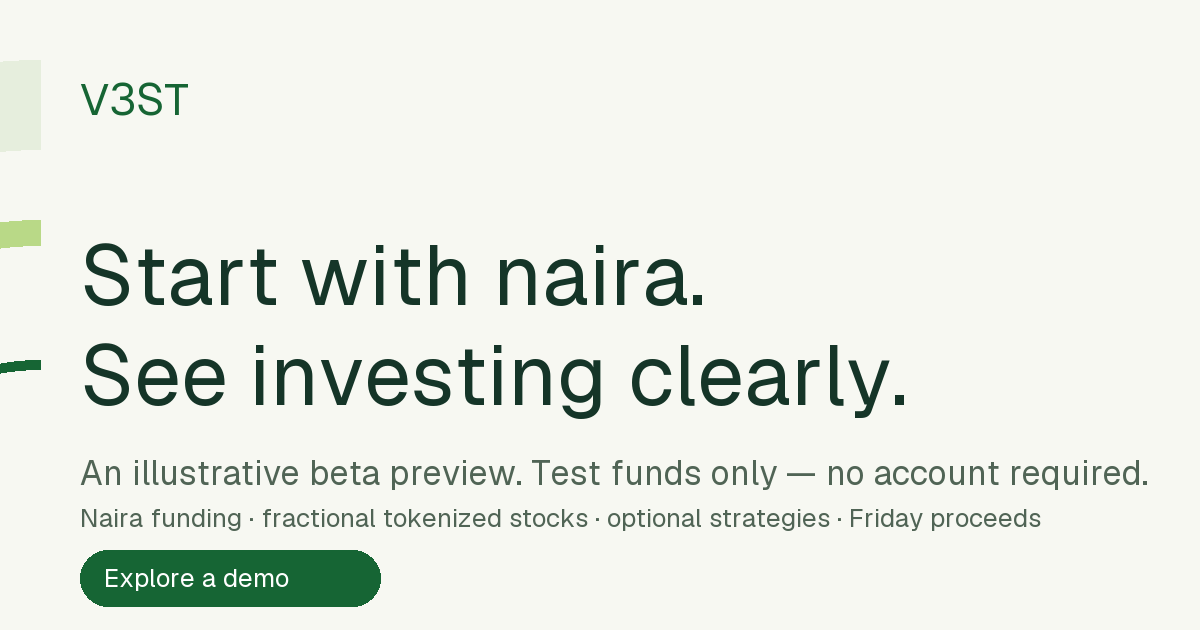 V3ST
Start with naira.
See investing clearly.
An illustrative beta preview. Test funds only — no account required.
Naira funding · fractional tokenized stocks · optional strategies · Friday proceeds
Explore a demo